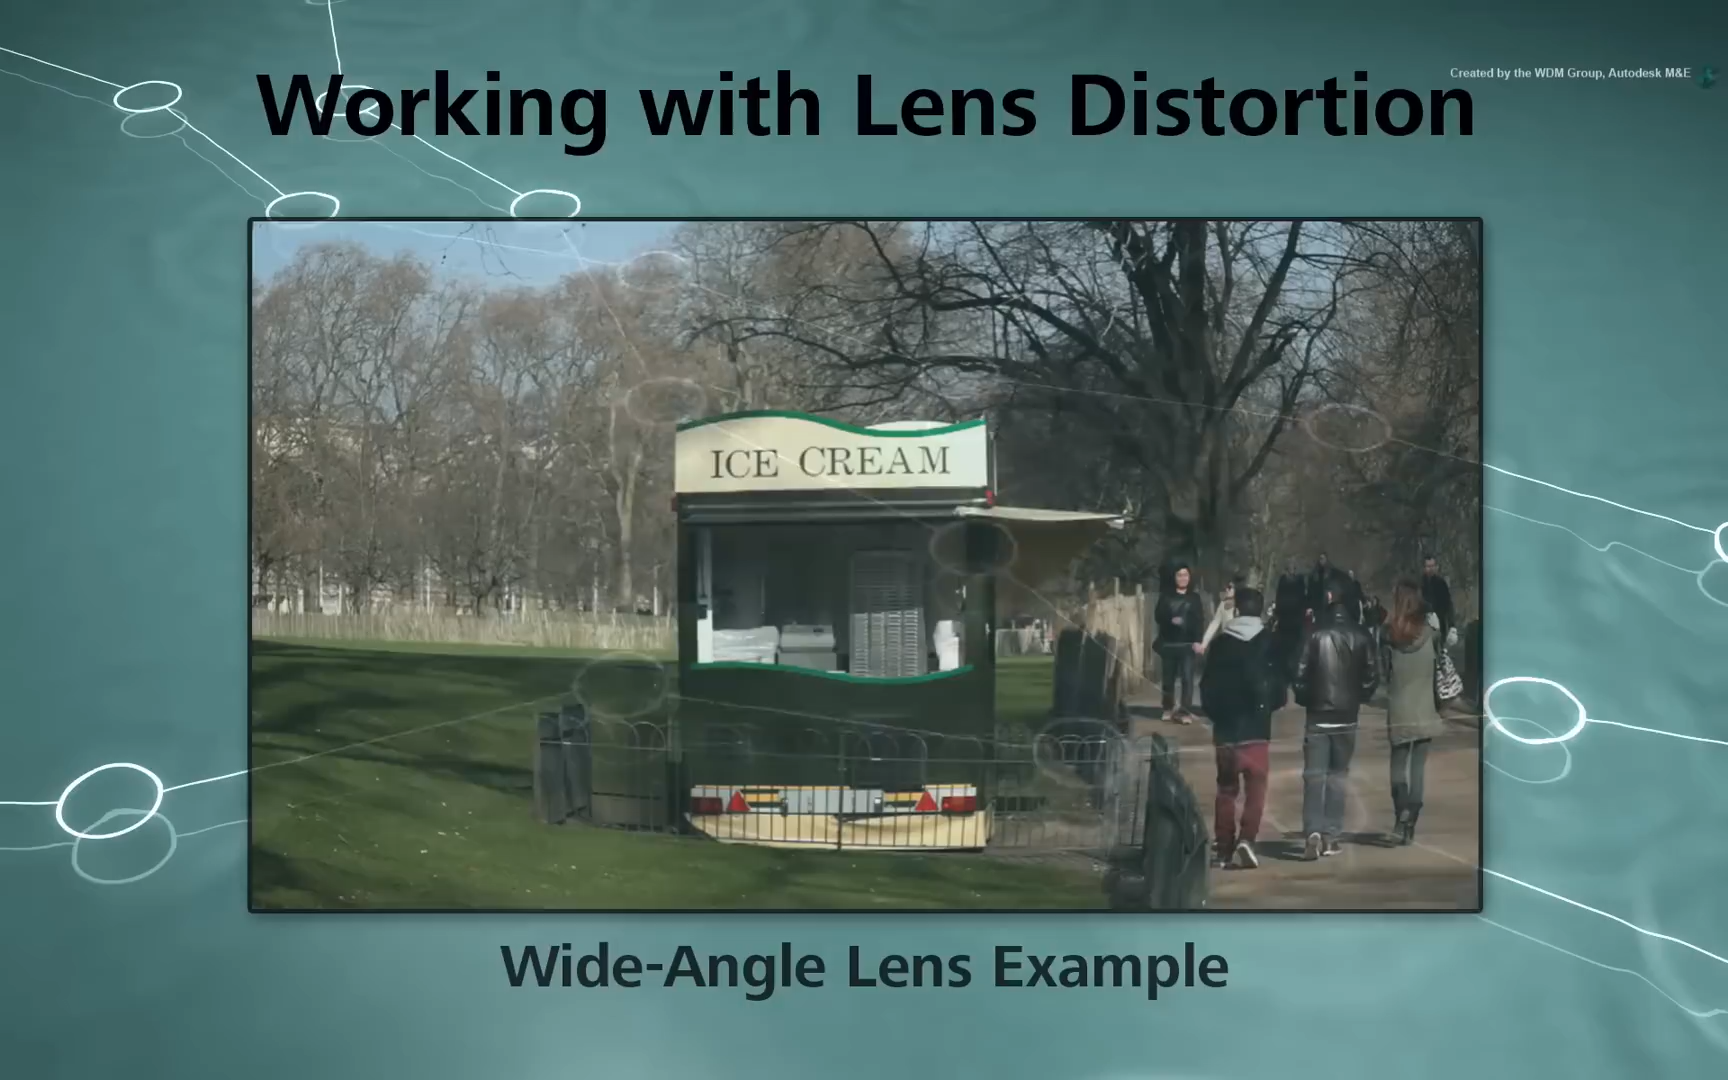 Created by the WDM Group, Autodesk M&E
Working with Lens Distortion
ICE CREAM
Wide-Angle Lens Example